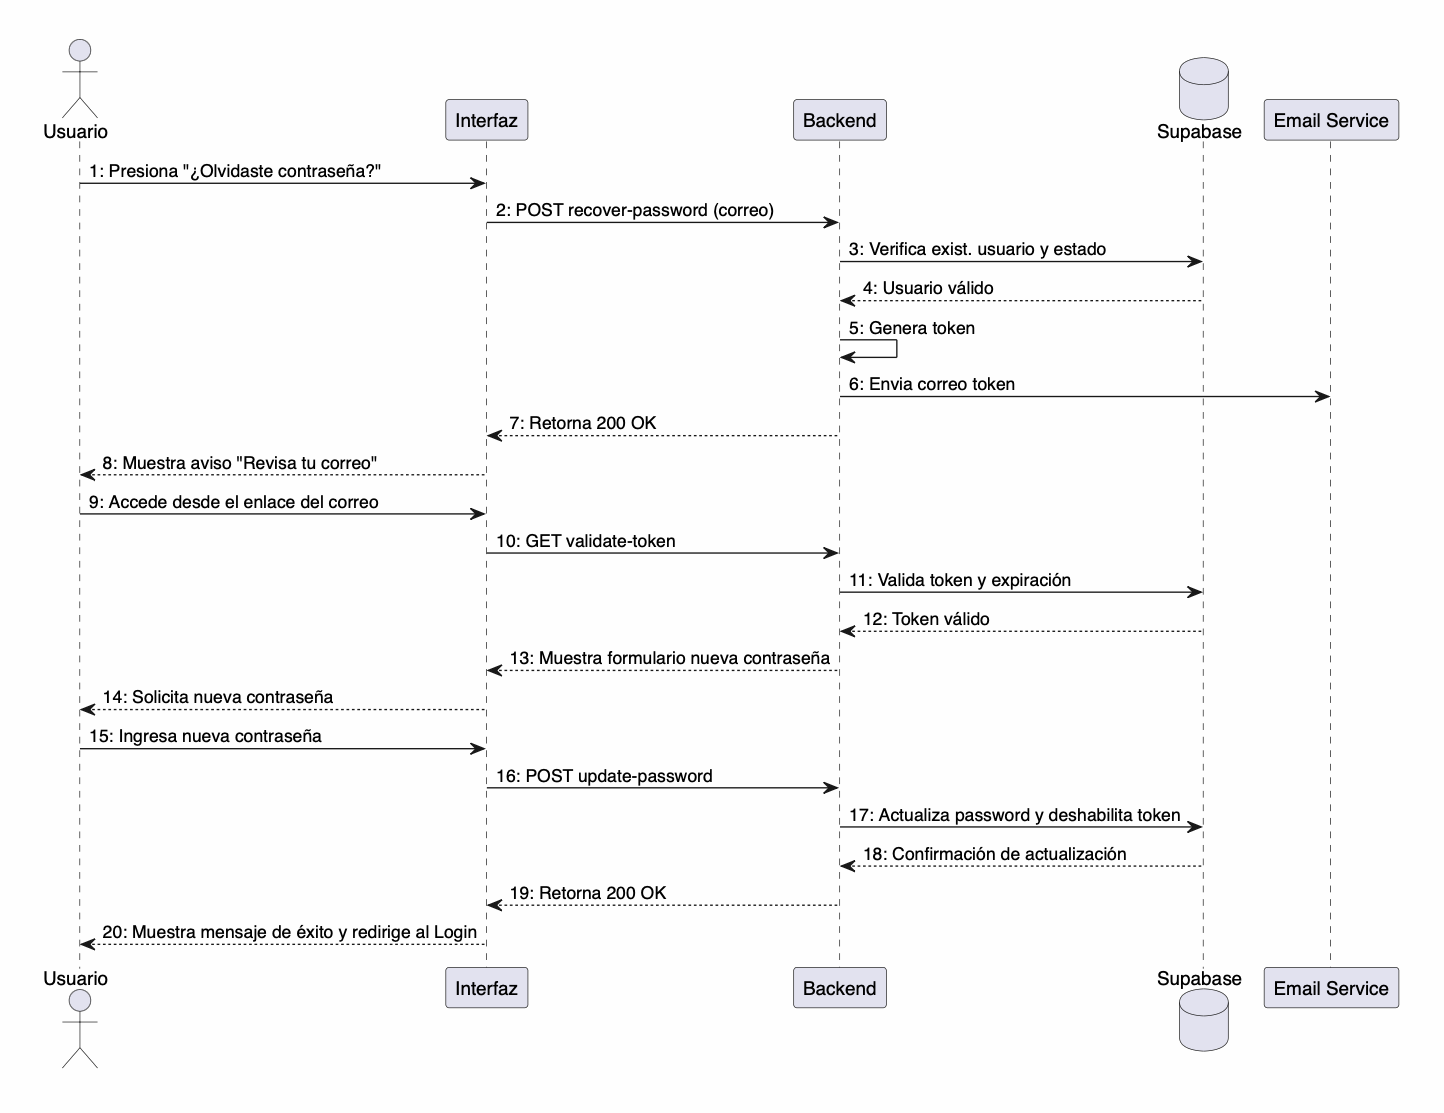 Usuario
Interfaz
Backend
Supabase
Email Service
1: Presiona "¿Olvidaste contraseña?"
2: POST recover-password (correo)
3: Verifica exist. usuario y estado
4: Usuario válido
5: Genera token
6: Envia correo token
7: Retorna 200 OK
8: Muestra aviso "Revisa tu correo"
9: Accede desde el enlace del correo
10: GET validate-token
11: Valida token y expiración
12: Token válido
13: Muestra formulario nueva contraseña
14: Solicita nueva contraseña
15: Ingresa nueva contraseña
16: POST update-password
17: Actualiza password y deshabilita token
18: Confirmación de actualización
19: Retorna 200 OK
20: Muestra mensaje de éxito y redirige al Login
Usuario
Interfaz
Backend
Supabase
Email Service